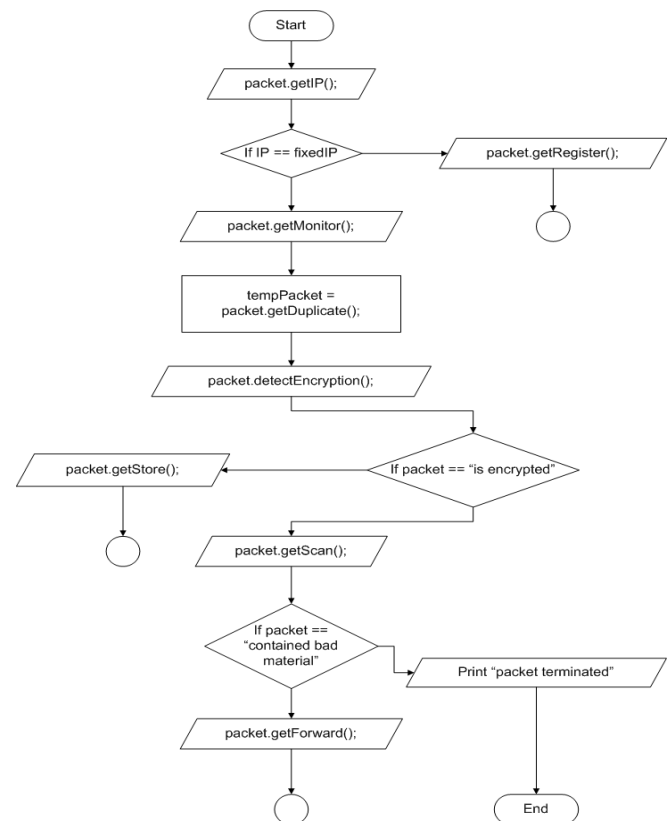 Start
packet.getIP();
If IP == fixedIP
packet.getRegister();
packet.getMonitor();
tempPacket =
packet.getDuplicate();
packet.detectEncryption();
If packet == “is encrypted”
packet.getStore();
packet.getScan();
If packet ==
“contained bad
material”
Print “packet terminated”
packet.getForward();
End